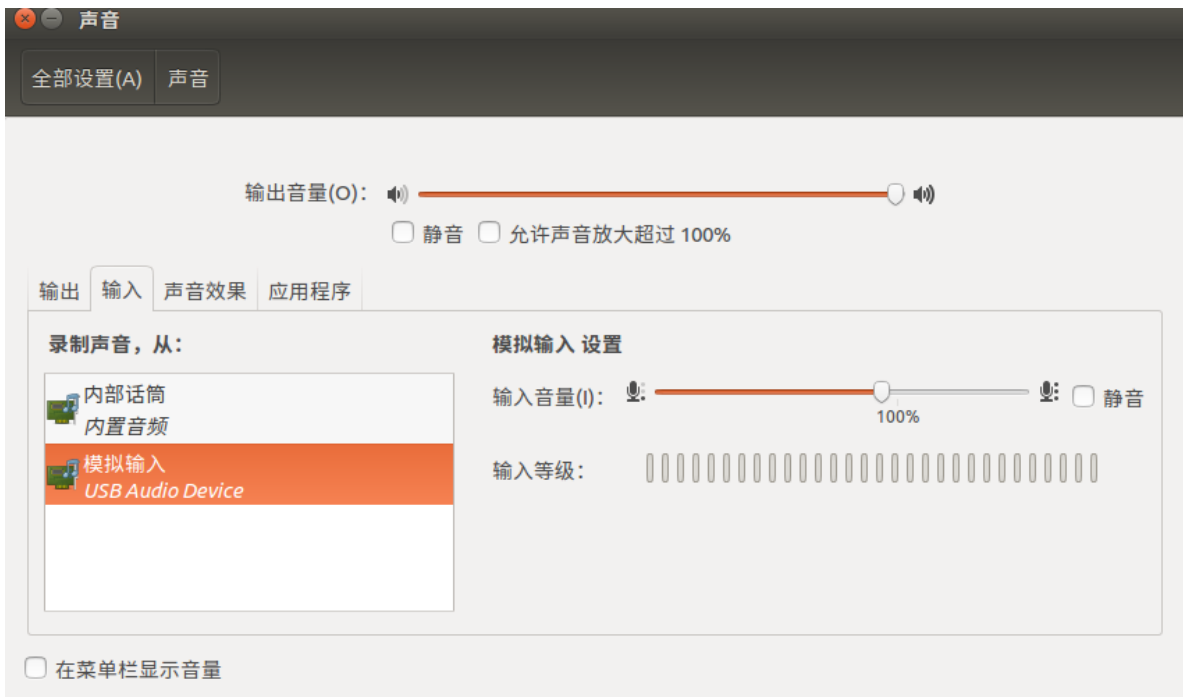 声音
全部设置(A) 声音
输出音量(O)：
静音 允许声音放大超过 100%
输出 输入 声音效果 应用程序
录制声音，从：
内部话筒
内置音频
模拟输入
USB Audio Device
模拟输入 设置
输入音量(I)：
静音
100%
输入等级：
在菜单栏显示音量